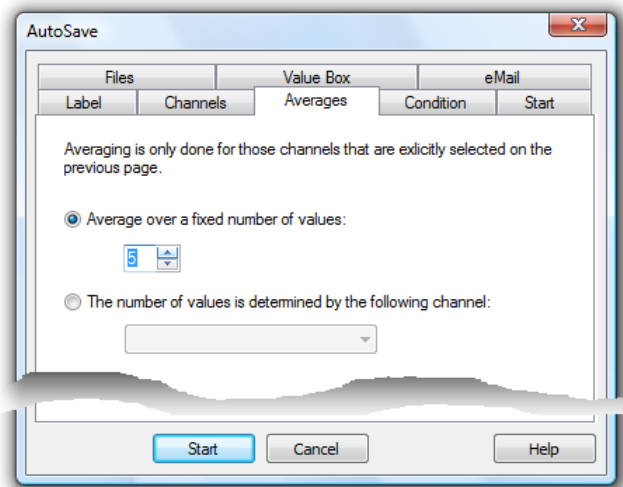 AutoSave
Files Value Box eMail
Label Channels Averages Condition Start
Averaging is only done for those channels that are exlicitly selected on the
previous page.
Average over a fixed number of values:
5
The number of values is determined by the following channel:
Start Cancel Help